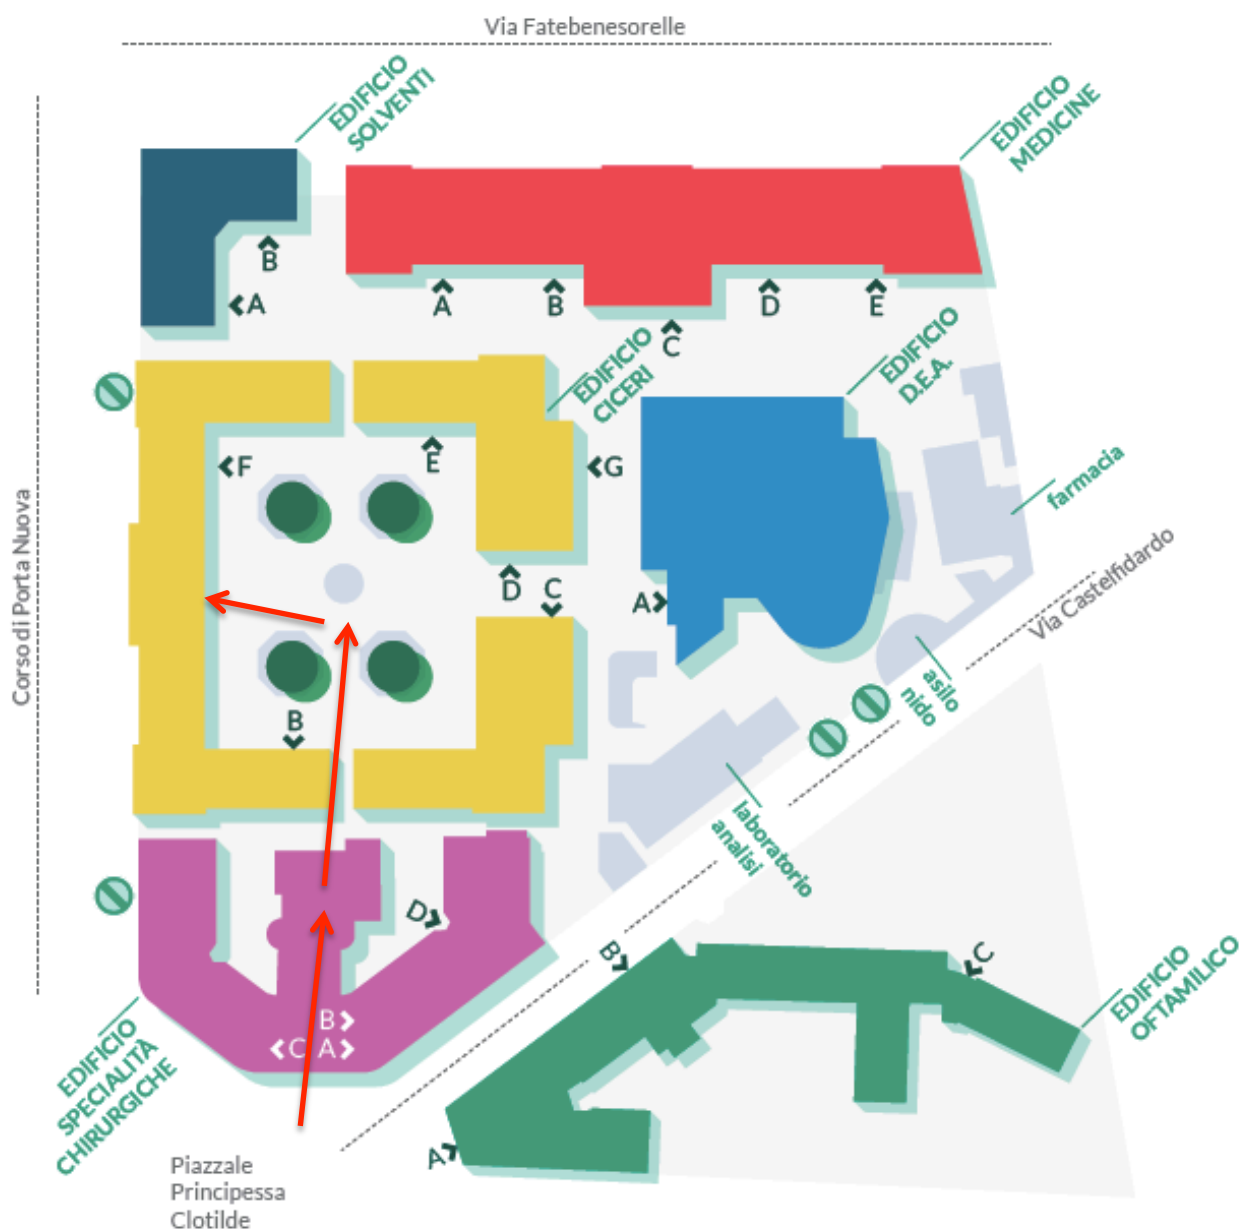 Via Fatebenesorelle
EDIFICIO
SOLVENTI
EDIFICIO
MEDICINE
B
A
A
B
C
D
E
EDIFICIO
CICERI
EDIFICIO
D.E.A.
F
E
G
farmacia
Corso di Porta Nuova
D
C
A
Via Castelfidardo
asilo
nido
B
laboratorio
analisi
D
B
C
EDIFICIO
OFTAMILICO
B
C A
EDIFICIO
SPECIALITÀ
CHIRURGICHE
A
Piazzale
Principessa
Clotilde